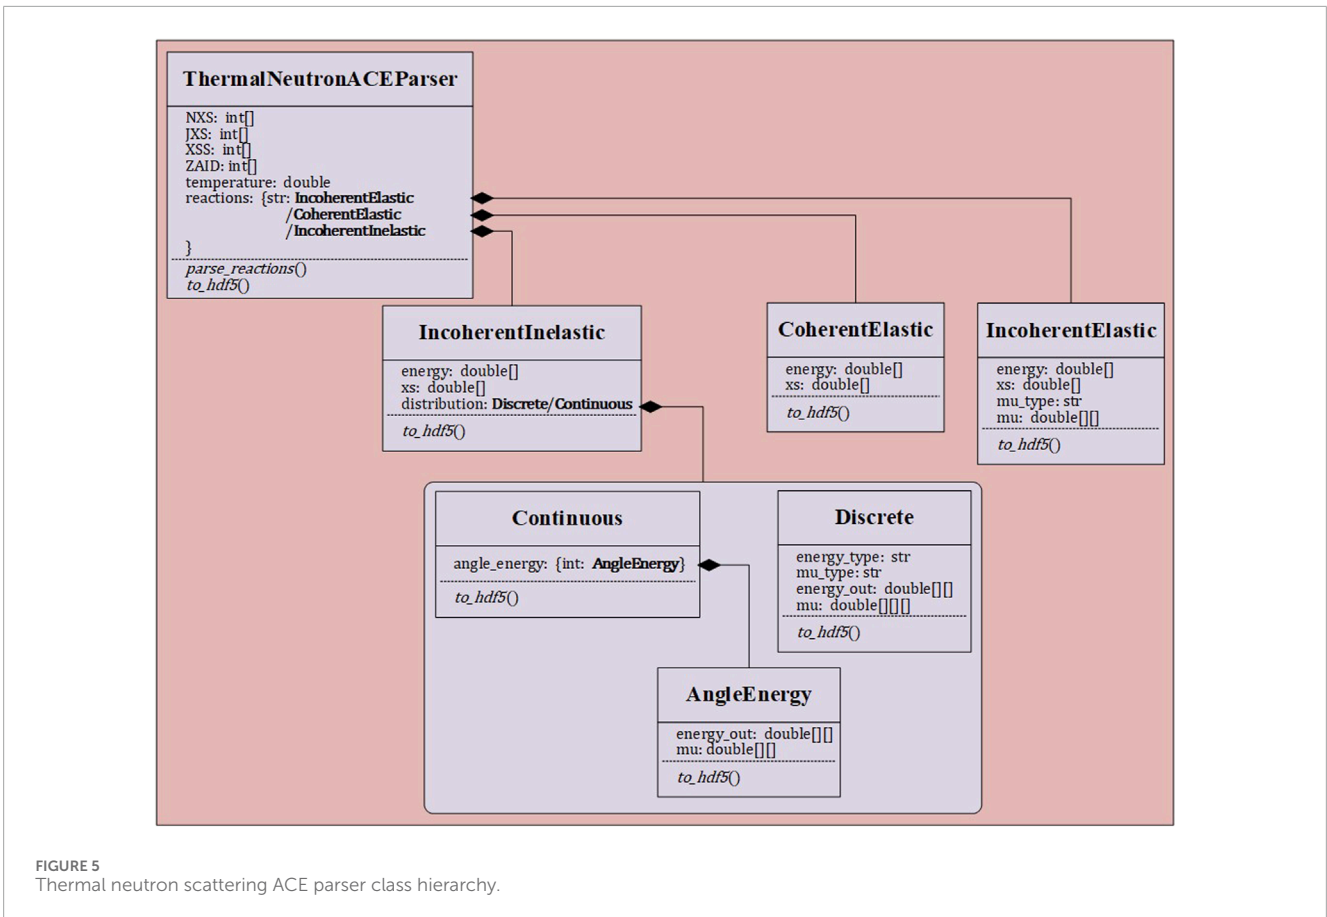 ThermalNeutronACEParser
NXS: int[]
JXS: int[]
XSS: int[]
ZAID: int[]
temperature: double
reactions: {str: IncoherentElastic
/CoherentElastic
/IncoherentInelastic
}
parse_reactions()
to_hdf5()
IncoherentInelastic
energy: double[]
xs: double[]
distribution: Discrete/Continuous
to_hdf5()
CoherentElastic
energy: double[]
xs: double[]
to_hdf5()
IncoherentElastic
energy: double[]
xs: double[]
mu_type: str
mu: double[][]
to_hdf5()
Continuous
angle_energy: {int: AngleEnergy}
to_hdf5()
Discrete
energy_type: str
mu_type: str
energy_out: double[][]
mu: double[][][]
to_hdf5()
AngleEnergy
energy_out: double[][]
mu: double[][]
to_hdf5()
FIGURE 5
Thermal neutron scattering ACE parser class hierarchy.